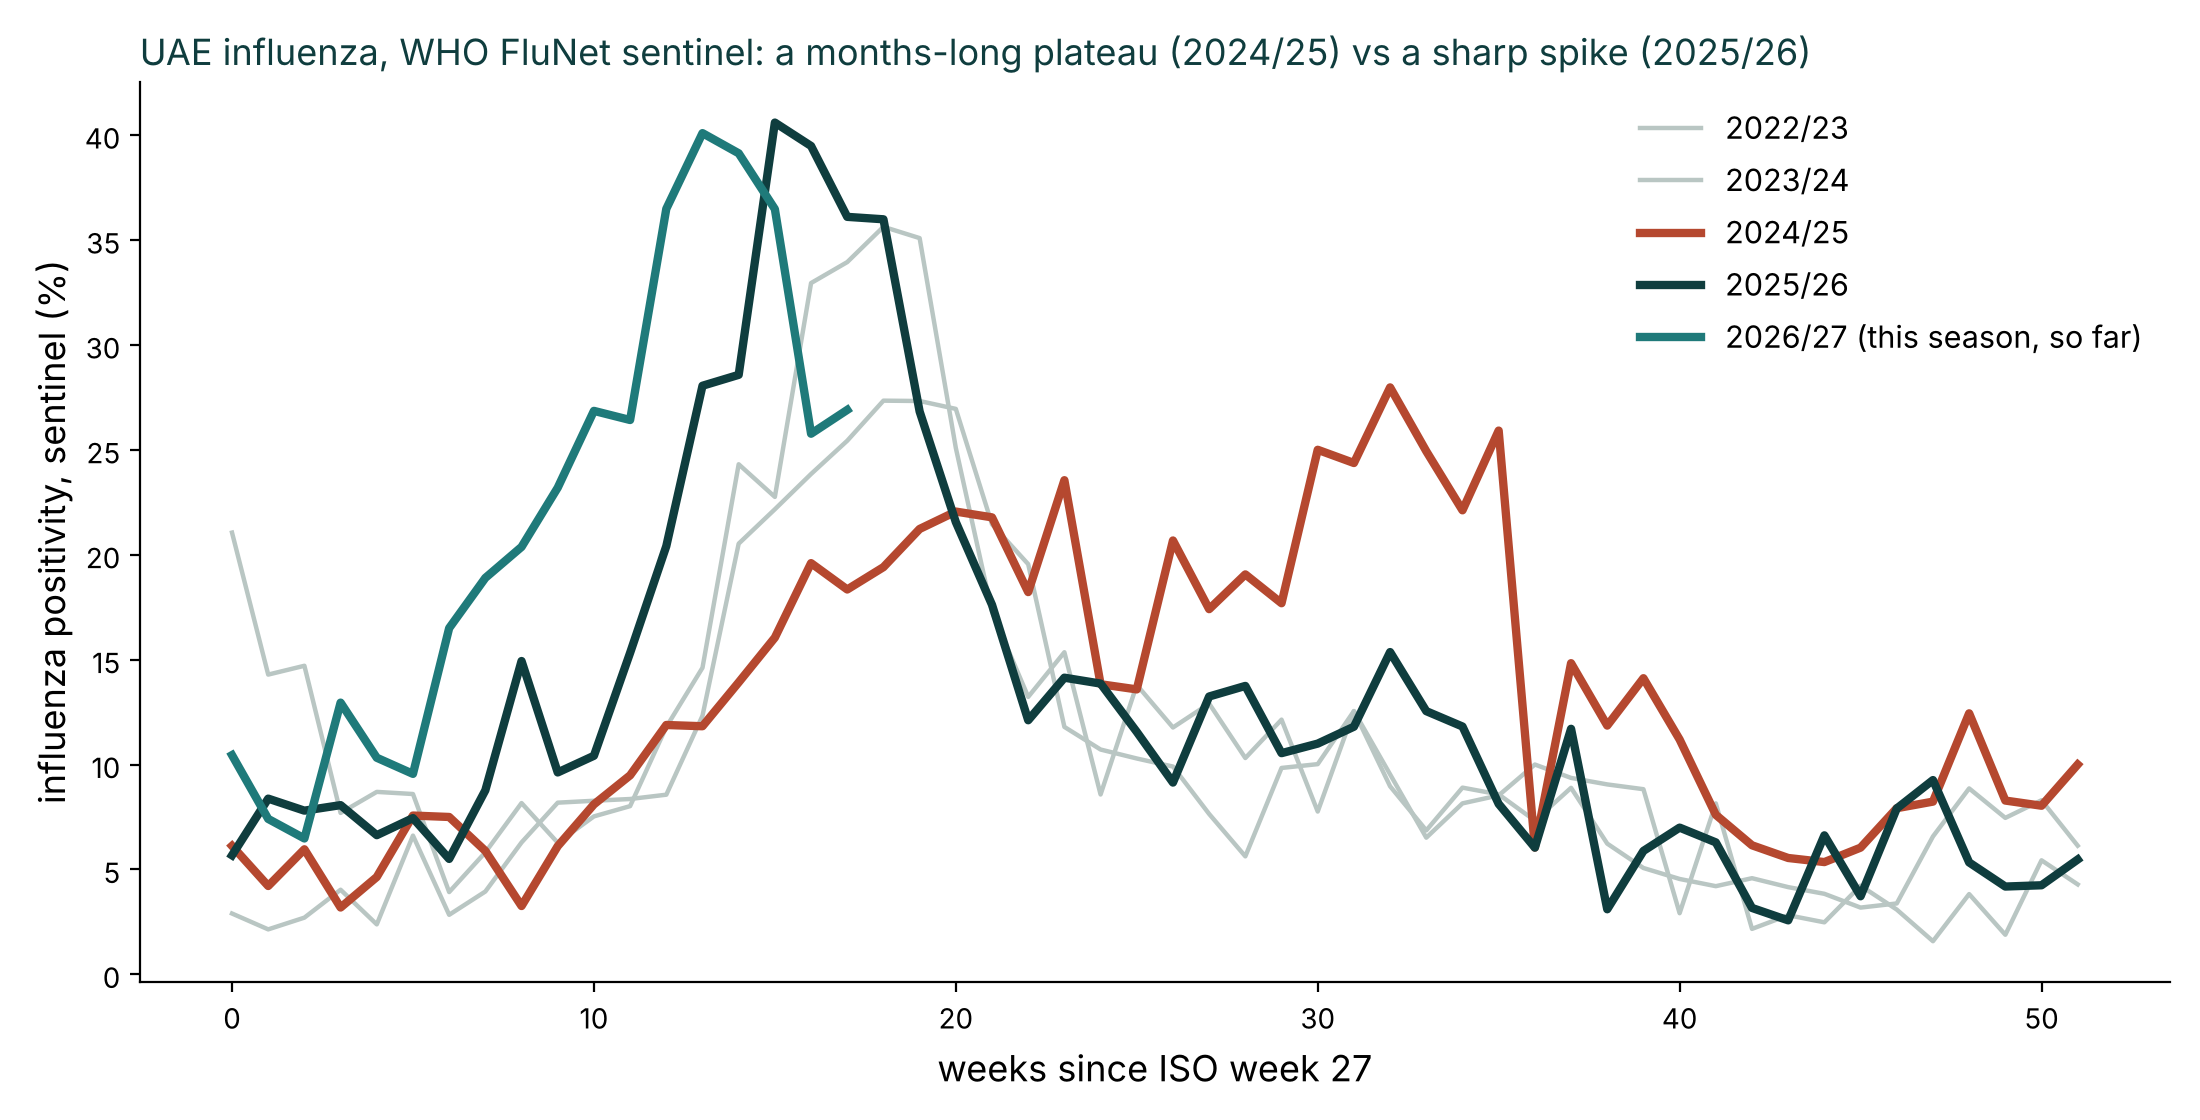 UAE influenza, WHO FluNet sentinel: a months-long plateau (2024/25) vs a sharp spike (2025/26)
2022/23
2023/24
2024/25
2025/26
2026/27 (this season, so far)
influenza positivity, sentinel (%)
40
35
30
25
20
15
10
5
0
0 10 20 30 40 50
weeks since ISO week 27